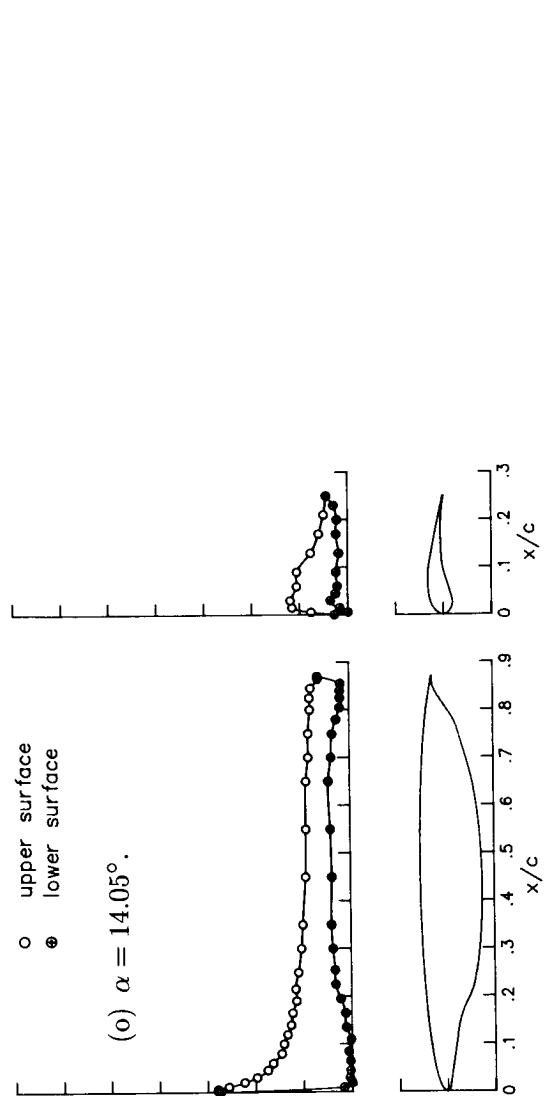 ○ upper surface
⊕ lower surface
(o) α = 14.05°.
0 .1 .2 .3 .4 .5 .6 .7 .8 .9
x/c
0 .1 .2 .3
x/c